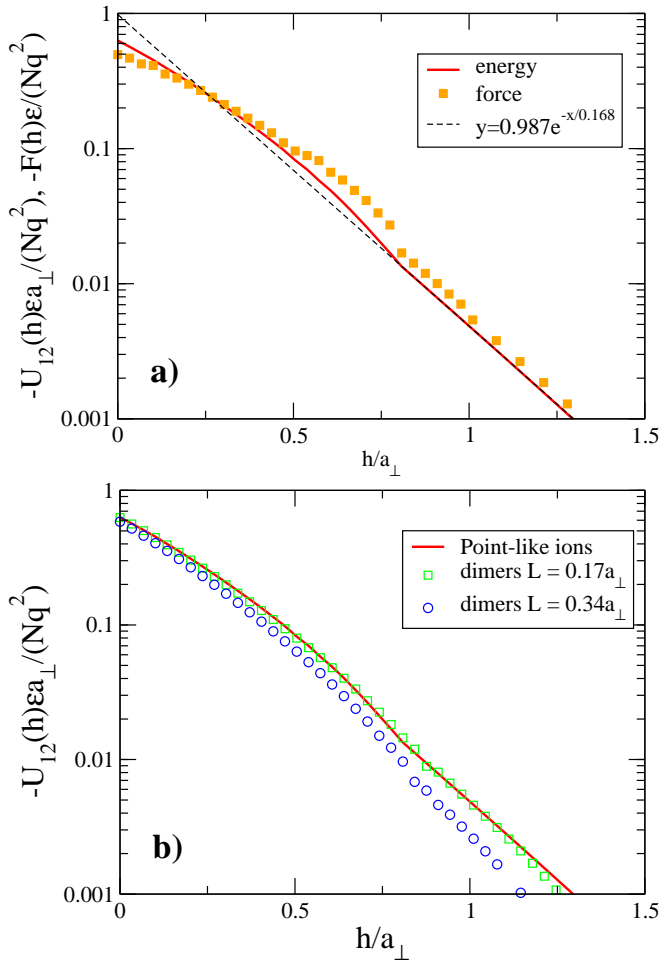 1
0.1
0.01
0.001
-U₁₂(h)εa⊥/(Nq²), -F(h)ε/(Nq²)
energy
force
y=0.987e^-x/0.168
a)
0 0.5 1 1.5
h/a⊥
1
0.1
0.01
0.001
-U₁₂(h)εa⊥/(Nq²)
Point-like ions
dimers L = 0.17a⊥
dimers L = 0.34a⊥
b)
0 0.5 1 1.5
h/a⊥